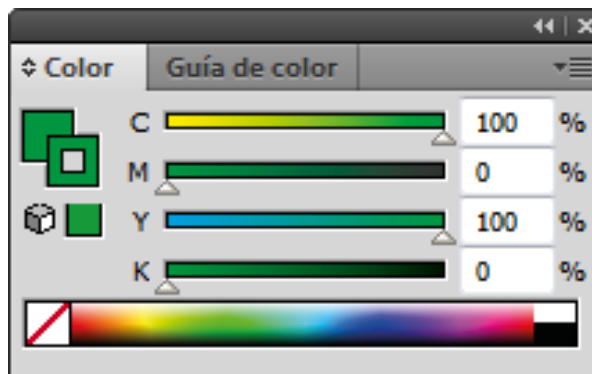 Color Guía de color
C 100 %
M 0 %
Y 100 %
K 0 %